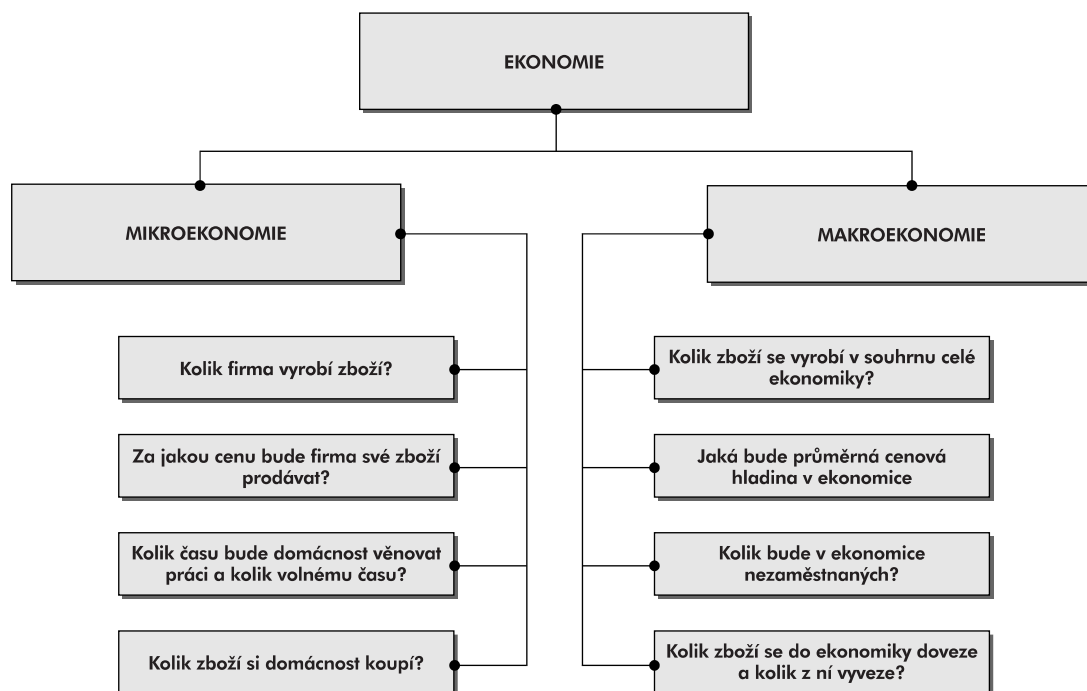 EKONOMIE
MIKROEKONOMIE
MAKROEKONOMIE
Kolik firma vyrobí zboží?
Za jakou cenu bude firma své zboží
prodávat?
Kolik času bude domácnost věnovat
práci a kolik volnému času?
Kolik zboží si domácnost koupí?
Kolik zboží se vyrobí v souhrnu celé
ekonomiky?
Jaká bude průměrná cenová
hladina v ekonomice
Kolik bude v ekonomice
nezaměstnaných?
Kolik zboží se do ekonomiky doveze
a kolik z ní vyveze?